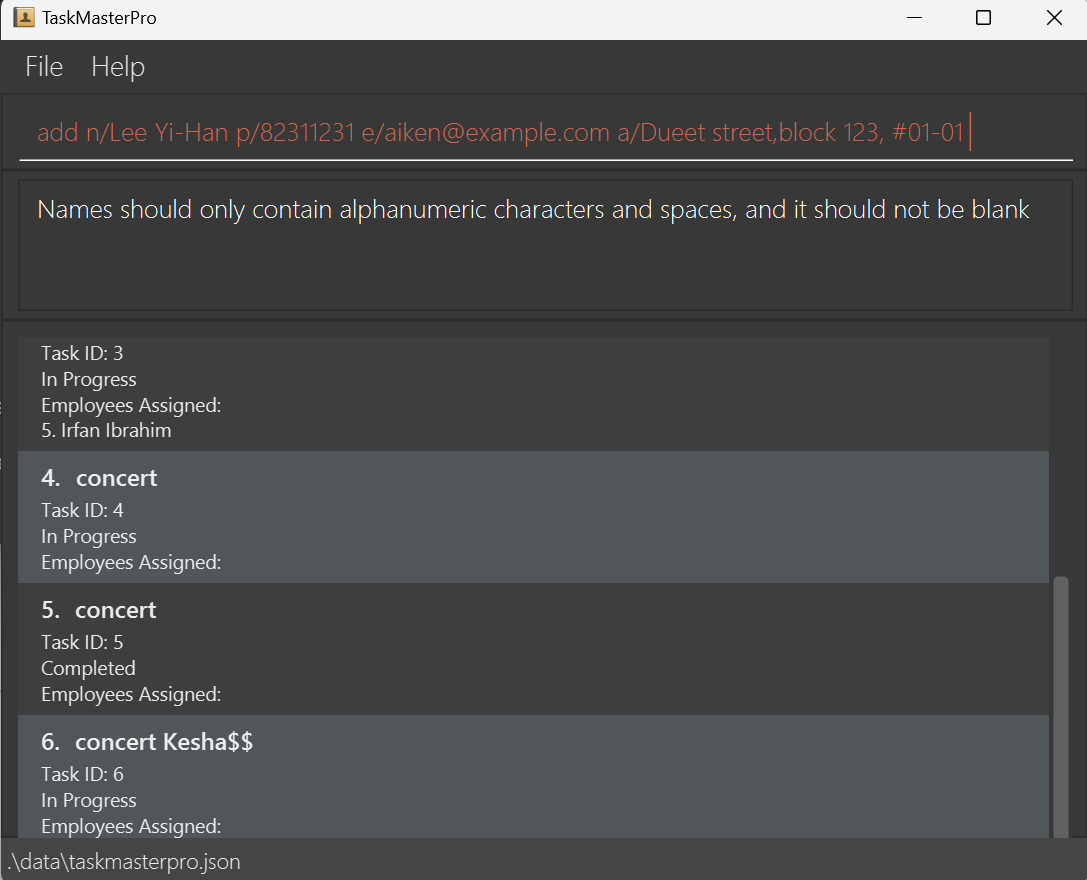 TaskMasterPro
File Help
add n/Lee Yi-Han p/82311231 e/aiken@example.com a/Dueet street,block 123, #01-01
Names should only contain alphanumeric characters and spaces, and it should not be blank
Task ID: 3
In Progress
Employees Assigned:
5. Irfan Ibrahim
4. concert
Task ID: 4
In Progress
Employees Assigned:
5. concert
Task ID: 5
Completed
Employees Assigned:
6. concert Kesha$$
Task ID: 6
In Progress
Employees Assigned:
.\data\taskmasterpro.json